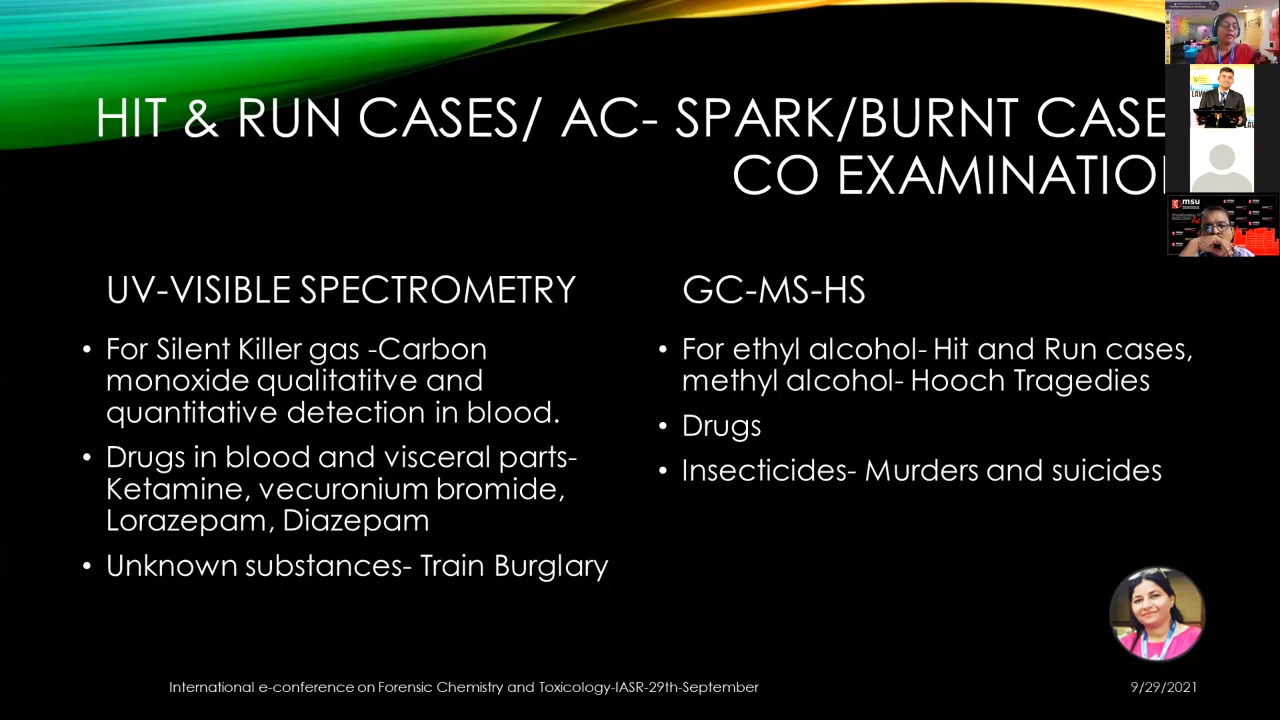 HIT & RUN CASES/ AC- SPARK/BURNT CASE
CO EXAMINATIO
UV-VISIBLE SPECTROMETRY
• For Silent Killer gas -Carbon
monoxide qualitatitve and
quantitative detection in blood.
• Drugs in blood and visceral parts-
Ketamine, vecuronium bromide,
Lorazepam, Diazepam
• Unknown substances- Train Burglary
GC-MS-HS
• For ethyl alcohol- Hit and Run cases,
methyl alcohol- Hooch Tragedies
• Drugs
• Insecticides- Murders and suicides
International e-conference on Forensic Chemistry and Toxicology-IASR-29th-September
9/29/2021
msu